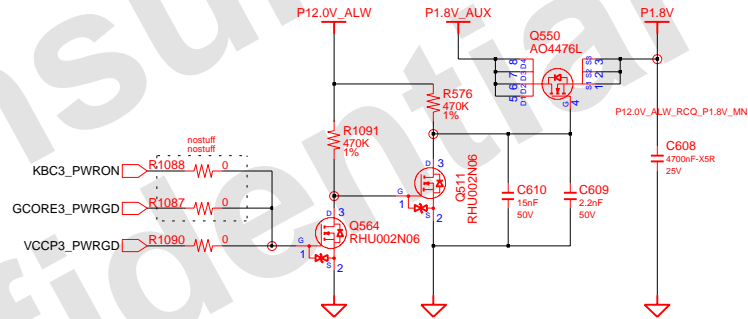 P12.0V_ALW
P1.8V_AUX
P1.8V
Q550
AO4476L
8 D4
7 D3
6 D2
5 D1
S3 3
S2 2
S1 1
G
4
R576
470K
1%
P12.0V_ALW_RCQ_P1.8V_MN
R1091
470K
1%
C608
4700nF-X5R
25V
nostuff
nostuff
KBC3_PWRON
R1088
0
GCORE3_PWRGD
R1087
0
VCCP3_PWRGD
R1090
0
D 3
G
1
S
2
Q511
RHU002N06
C610
15nF
50V
C609
2.2nF
50V
D 3
Q564
RHU002N06
G
1
S
2
nsu
fidential